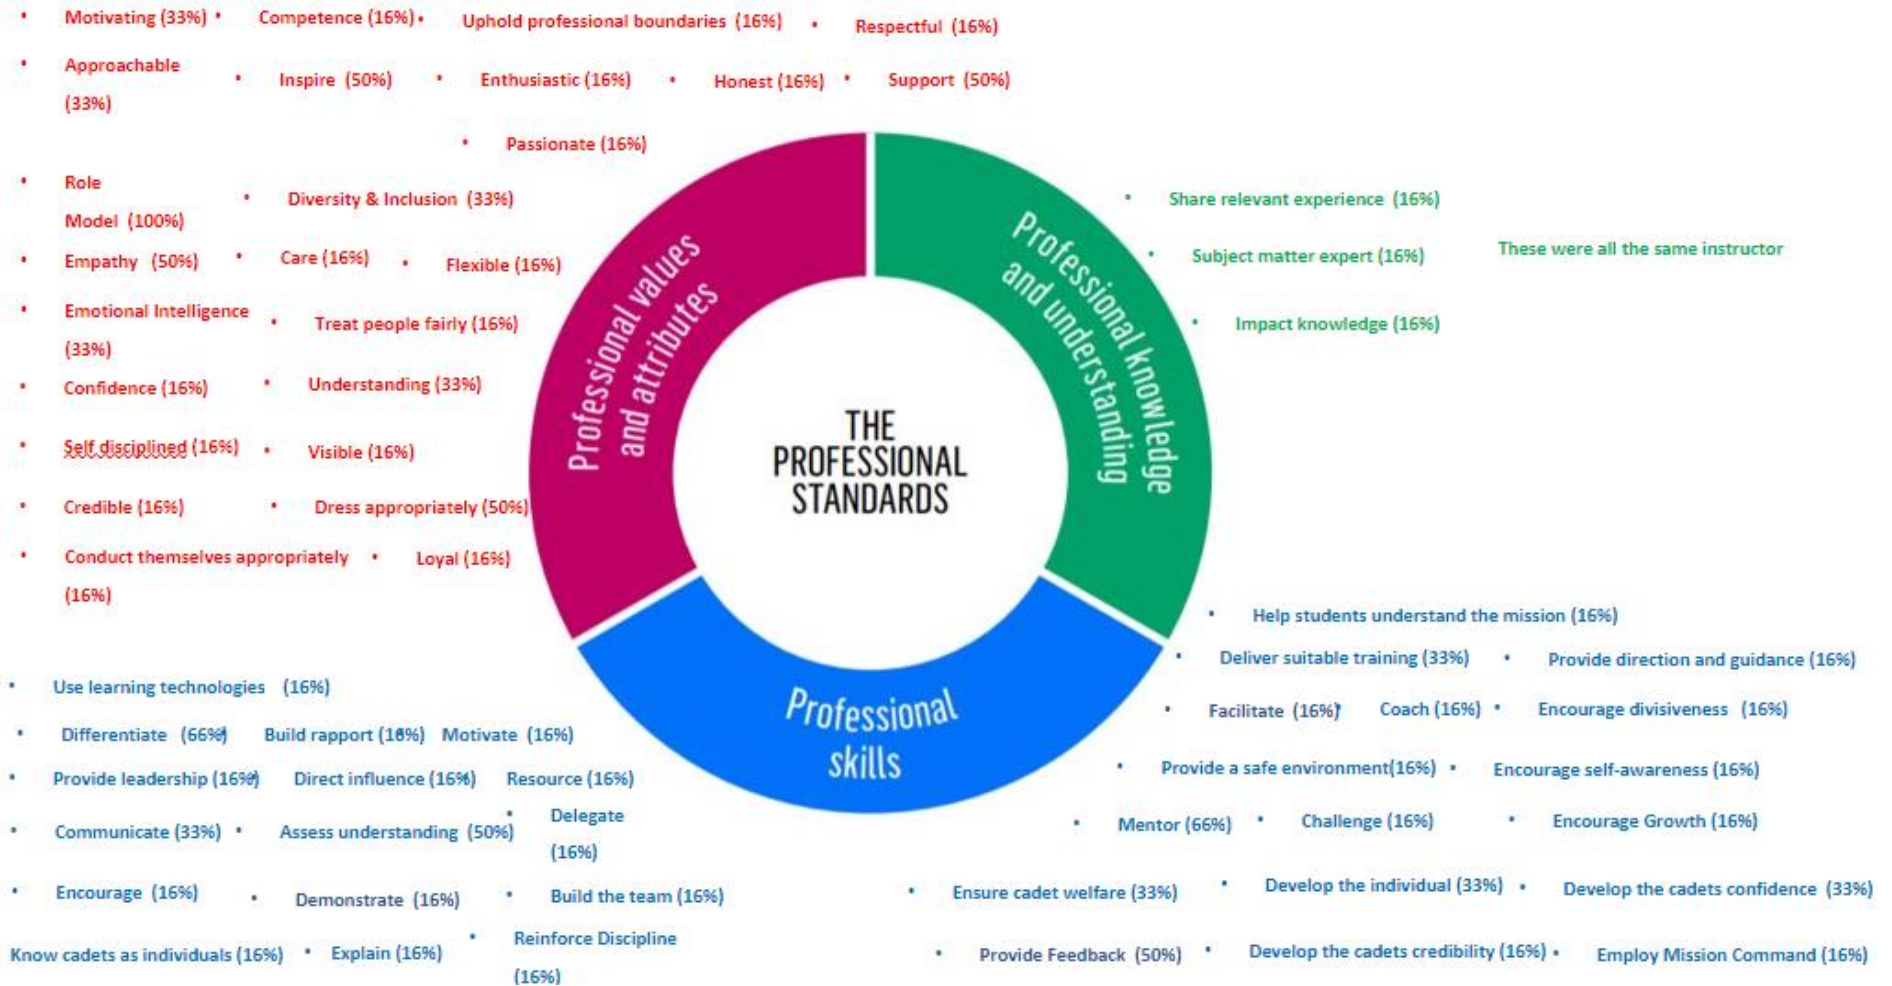 • Motivating (33%) • Competence (16%) • Uphold professional boundaries (16%) • Respectful (16%)
• Approachable
(33%)
• Inspire (50%) • Enthusiastic (16%) • Honest (16%) • Support (50%)
• Passionate (16%)
• Role
Model (100%)
• Diversity & Inclusion (33%)
• Empathy (50%) • Care (16%) • Flexible (16%)
• Emotional Intelligence
(33%)
• Treat people fairly (16%)
• Confidence (16%) • Understanding (33%)
• Self disciplined (16%) • Visible (16%)
• Credible (16%) • Dress appropriately (50%)
• Conduct themselves appropriately
(16%)
• Loyal (16%)
Professional values
and attributes
Professional knowledge
and understanding
THE
PROFESSIONAL
STANDARDS
Professional
skills
• Share relevant experience (16%)
• Subject matter expert (16%)
• Impact knowledge (16%)
These were all the same instructor
• Use learning technologies (16%)
• Differentiate (66%) • Build rapport (16%) • Motivate (16%)
• Provide leadership (16%) • Direct influence (16%) • Resource (16%)
• Communicate (33%) • Assess understanding (50%) • Delegate
(16%)
• Encourage (16%) • Demonstrate (16%) • Build the team (16%)
Know cadets as individuals (16%) • Explain (16%) • Reinforce Discipline
(16%)
• Help students understand the mission (16%)
• Deliver suitable training (33%) • Provide direction and guidance (16%)
• Facilitate (16%) • Coach (16%) • Encourage divisiveness (16%)
• Provide a safe environment(16%) • Encourage self-awareness (16%)
• Mentor (66%) • Challenge (16%) • Encourage Growth (16%)
• Ensure cadet welfare (33%) • Develop the individual (33%) • Develop the cadets confidence (33%)
• Provide Feedback (50%) • Develop the cadets credibility (16%) • Employ Mission Command (16%)